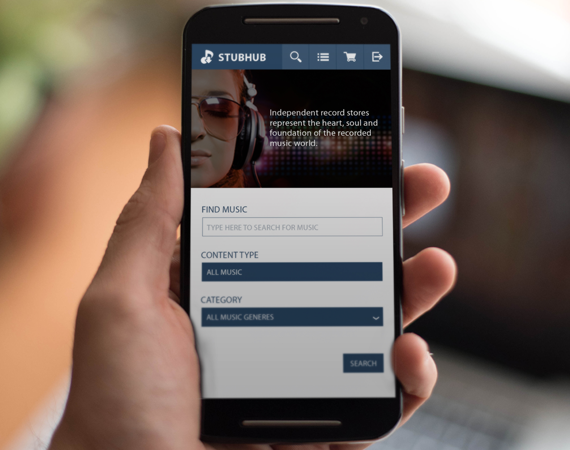 STUBHUB
Independent record stores
represent the heart, soul and
foundation of the recorded
music world.
FIND MUSIC
TYPE HERE TO SEARCH FOR MUSIC
CONTENT TYPE
ALL MUSIC
CATEGORY
ALL MUSIC GENERES
SEARCH